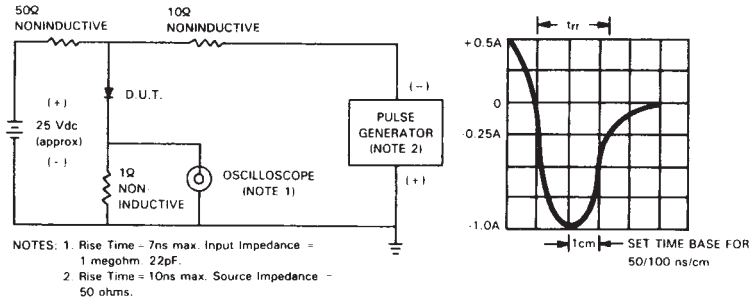 50Ω
NONINDUCTIVE
10Ω
NONINDUCTIVE
D.U.T.
(+)
25 Vdc
(approx)
(-)
1Ω
NON-
INDUCTIVE
OSCILLOSCOPE
(NOTE 1)
(-)
PULSE
GENERATOR
(NOTE 2)
(+)
NOTES: 1. Rise Time = 7ns max. Input Impedance =
1 megohm. 22pF.
2. Rise Time = 10ns max. Source Impedance =
50 ohms.
trr
+0.5A
0
-0.25A
-1.0A
1cm
SET TIME BASE FOR
50/100 ns/cm